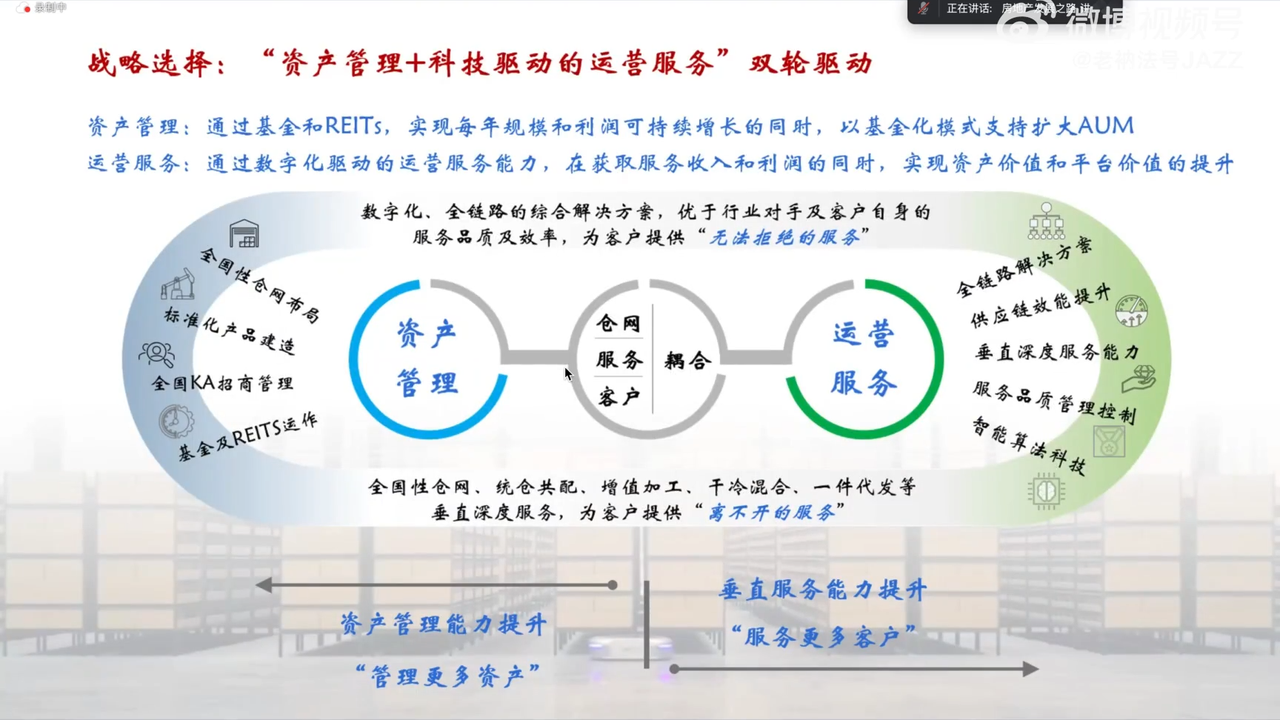 录制中
正在讲话: 房地产发展之路 讲
微博视频号
@老衲法号JAZZ
战略选择：“资产管理+科技驱动的运营服务”双轮驱动
资产管理：通过基金和REITs，实现每年规模和利润可持续增长的同时，以基金化模式支持扩大AUM
运营服务：通过数字化驱动的运营服务能力，在获取服务收入和利润的同时，实现资产价值和平台价值的提升
数字化、全链路的综合解决方案，优于行业对手及客户自身的
服务品质及效率，为客户提供“无法拒绝的服务”
全国性仓网布局
标准化产品建造
全国KA招商管理
基金及REITS运作
资产
管理
仓网
服务
客户
耦合
运营
服务
全链路解决方案
供应链效能提升
垂直深度服务能力
服务品质管理控制
智能算法科技
全国性仓网、统仓共配、增值加工、干冷混合、一件代发等
垂直深度服务，为客户提供“离不开的服务”
资产管理能力提升
“管理更多资产”
垂直服务能力提升
“服务更多客户”